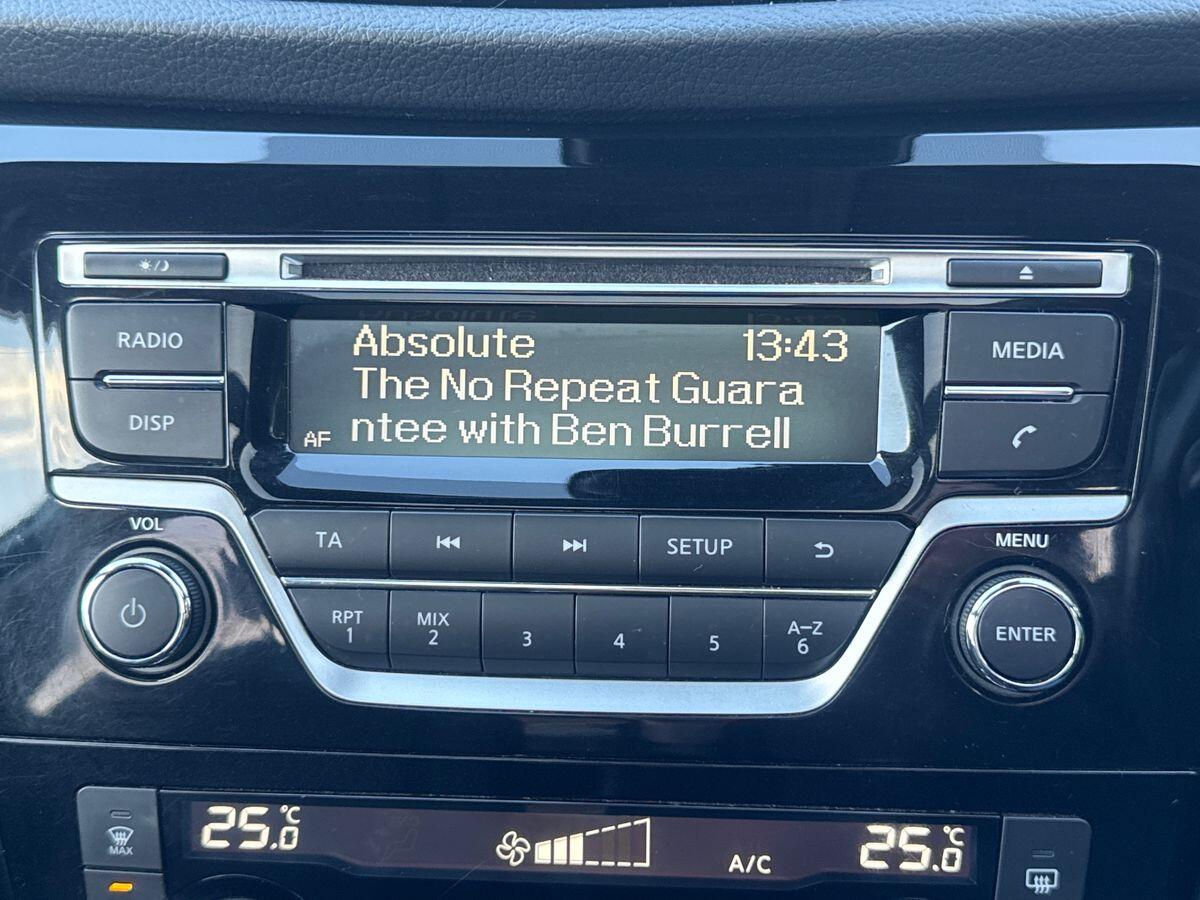 RADIO
DISP
Absolute 13:43
The No Repeat Guara
AF ntee with Ben Burrell
MEDIA
VOL
TA
SETUP
MENU
RPT
1
MIX
2
3
4
5
A–Z
6
ENTER
MAX
25.0 °C
A/C
25.0 °C